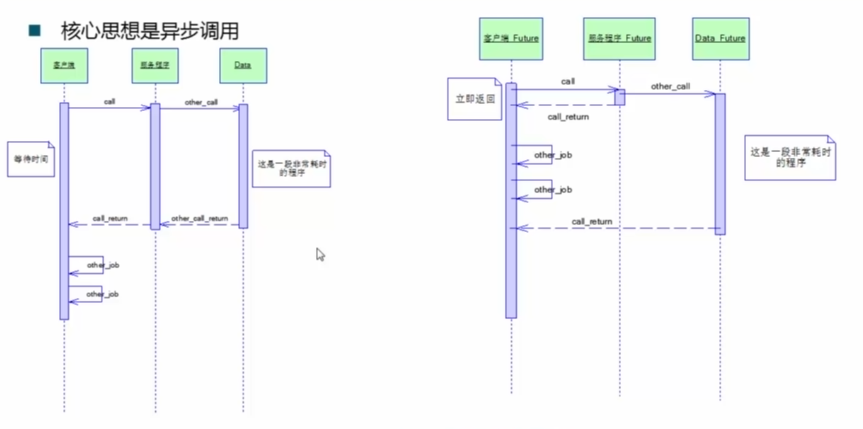 核心思想是异步调用
客户端
服务程序
Data
call
other_call
等待时间
这是一段非常耗时
的程序
call_return
other_call_return
other_job
other_job
客户端 Future
服务程序 Future
Data Future
立即返回
call
other_call
call_return
other_job
other_job
这是一段非常耗时
的程序
call_return